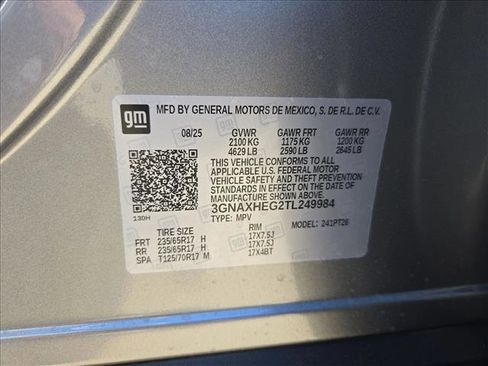 gm
MFD BY GENERAL MOTORS DE MEXICO, S. DE R.L. DE C.V.
08/25 GVWR GAWR FRT GAWR RR
2100 KG 1175 KG 1200 KG
4629 LB 2590 LB 2645 LB
THIS VEHICLE CONFORMS TO ALL
APPLICABLE U.S. FEDERAL MOTOR
VEHICLE SAFETY AND THEFT PREVENTION
STANDARDS IN EFFECT ON THE DATE OF
MANUFACTURE SHOWN ABOVE.
3GNAXHEG2TL249984
130H TYPE: MPV MODEL: 241PT26
TIRE SIZE RIM
FRT 235/65R17 H 17X7.5J
RR 235/65R17 H 17X7.5J
SPA T125/70R17 M 17X4BT